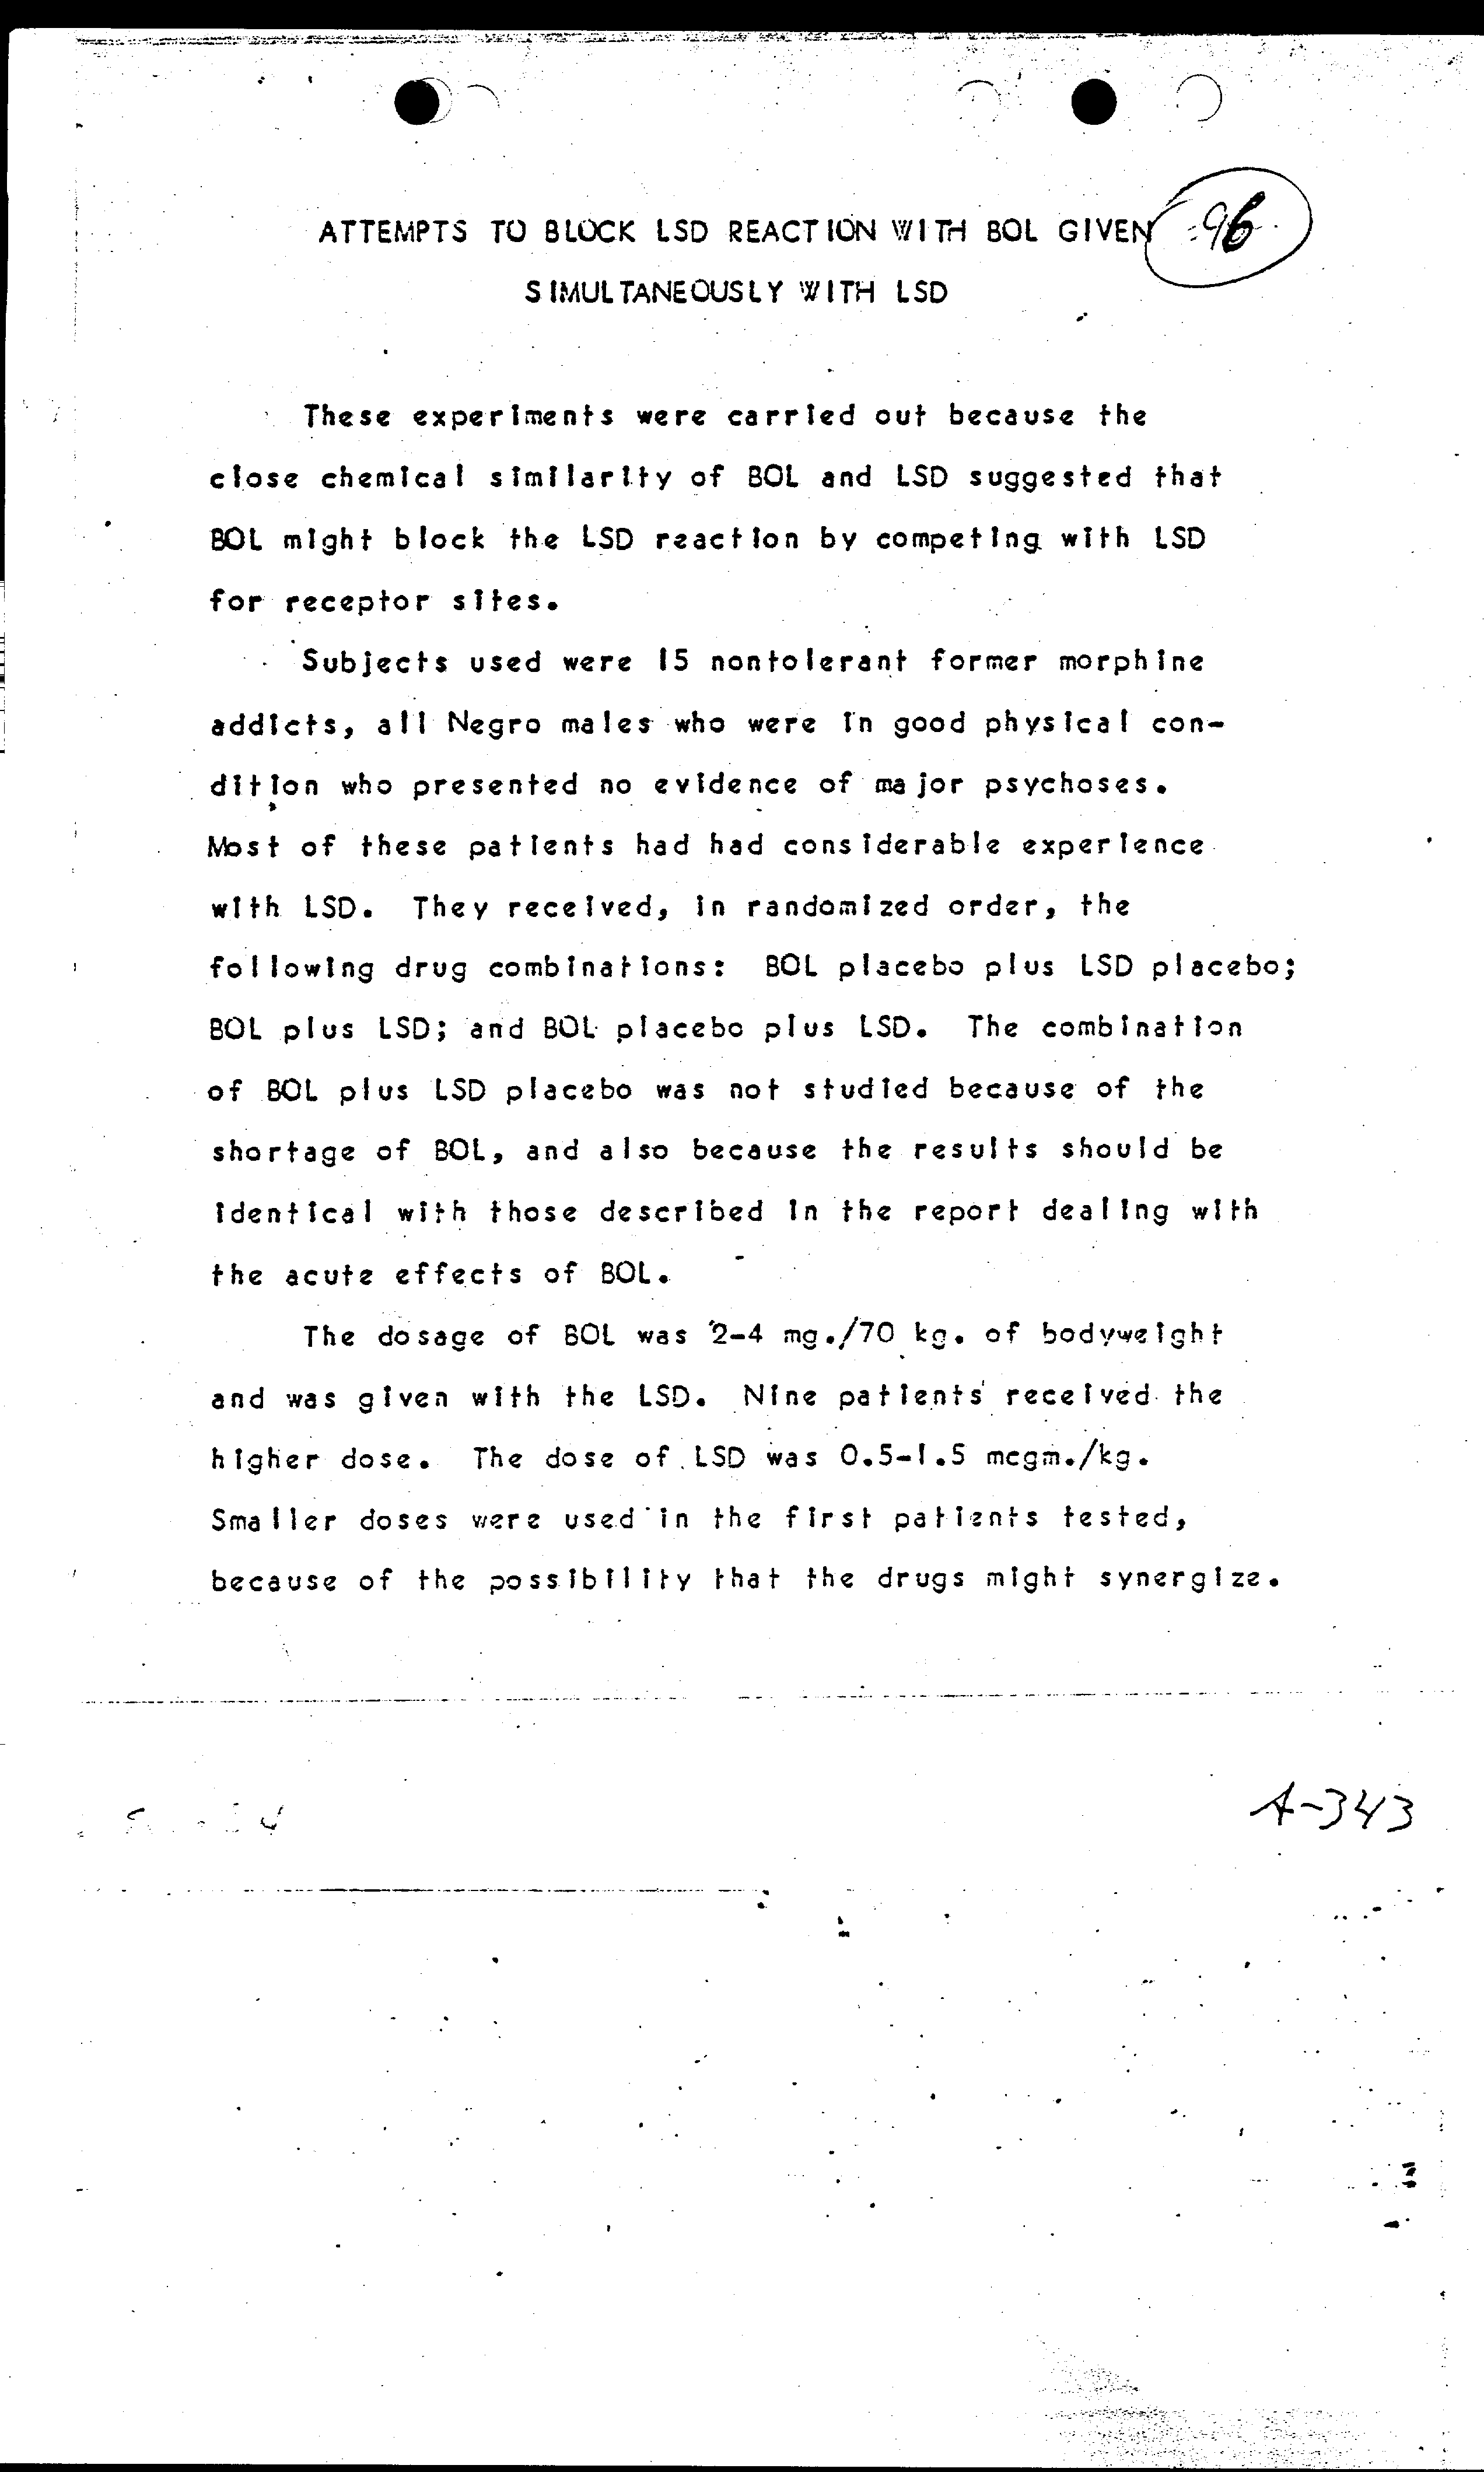 ATTEMPTS TO BLOCK LSD REACTION WITH BOL GIVEN 96
SIMULTANEOUSLY WITH LSD
These experiments were carried out because the
close chemical similarity of BOL and LSD suggested that
BOL might block the LSD reaction by competing with LSD
for receptor sites.
Subjects used were 15 nontolerant former morphine
addicts, all Negro males who were in good physical con-
dition who presented no evidence of major psychoses.
Most of these patients had had considerable experience
with LSD. They received, in randomized order, the
following drug combinations: BOL placebo plus LSD placebo;
BOL plus LSD; and BOL placebo plus LSD. The combination
of BOL plus LSD placebo was not studied because of the
shortage of BOL, and also because the results should be
identical with those described in the report dealing with
the acute effects of BOL.
The dosage of BOL was 2-4 mg./70 kg. of bodyweight
and was given with the LSD. Nine patients received the
higher dose. The dose of LSD was 0.5-1.5 mcgm./kg.
Smaller doses were used in the first patients tested,
because of the possibility that the drugs might synergize.
A-343